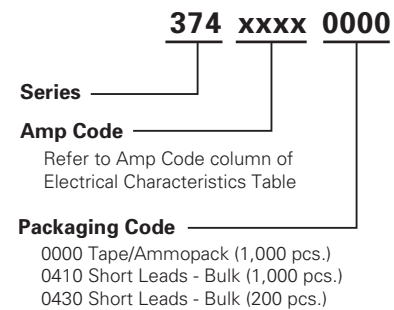 374 xxxx 0000
Series
Amp Code
Refer to Amp Code column of
Electrical Characteristics Table
Packaging Code
0000 Tape/Ammopack (1,000 pcs.)
0410 Short Leads - Bulk (1,000 pcs.)
0430 Short Leads - Bulk (200 pcs.)